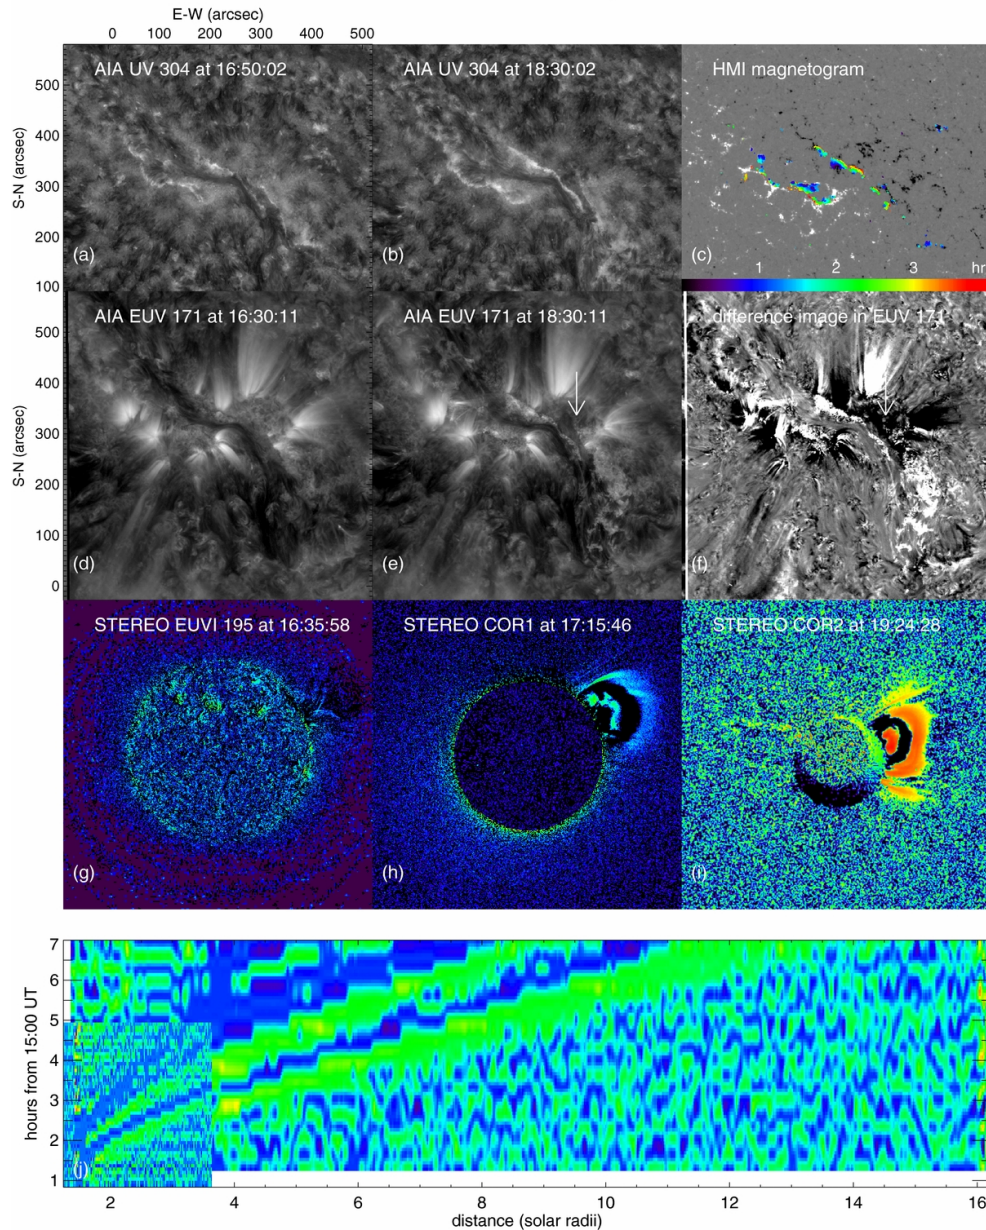 E-W (arcsec)
0 100 200 300 400 500
AIA UV 304 at 16:50:02
AIA UV 304 at 18:30:02
HMI magnetogram
500
400
300
200
100
S-N (arcsec)
(a)
(b)
(c)
1 2 3 hr
AIA EUV 171 at 16:30:11
AIA EUV 171 at 18:30:11
difference image in EUV 171
500
400
300
200
100
0
S-N (arcsec)
(d)
(e)
(f)
STEREO EUVI 195 at 16:35:58
STEREO COR1 at 17:15:46
STEREO COR2 at 19:24:28
(g)
(h)
(i)
7
6
5
4
3
2
1
hours from 15:00 UT
(j)
2 4 6 8 10 12 14 16
distance (solar radii)